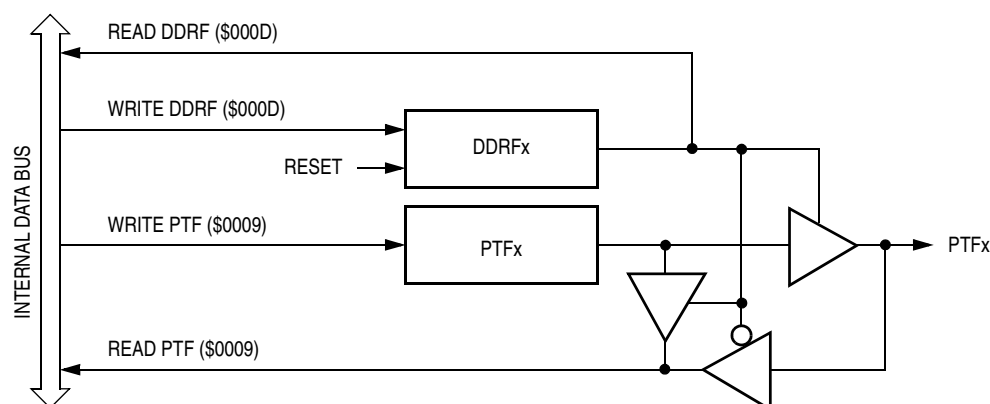 READ DDRF ($000D)
WRITE DDRF ($000D)
DDRFx
RESET
INTERNAL DATA BUS
WRITE PTF ($0009)
PTFx
PTFx
READ PTF ($0009)